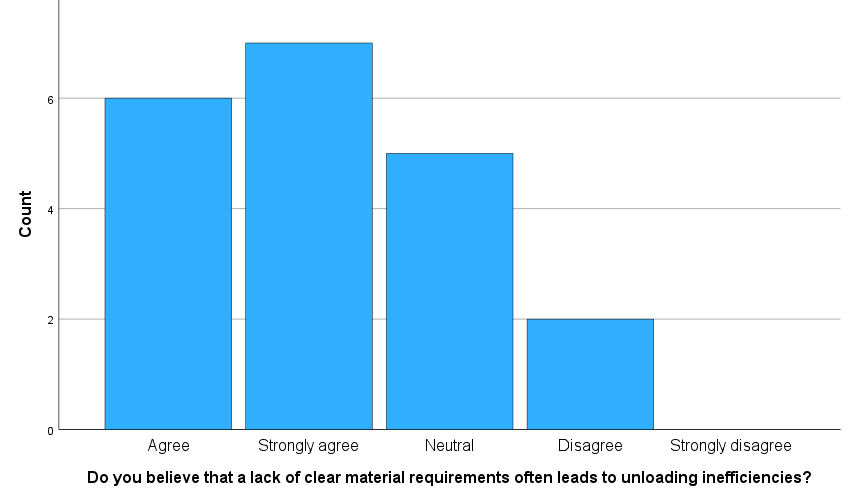 Count
6
4
2
0
Agree Strongly agree Neutral Disagree Strongly disagree
Do you believe that a lack of clear material requirements often leads to unloading inefficiencies?